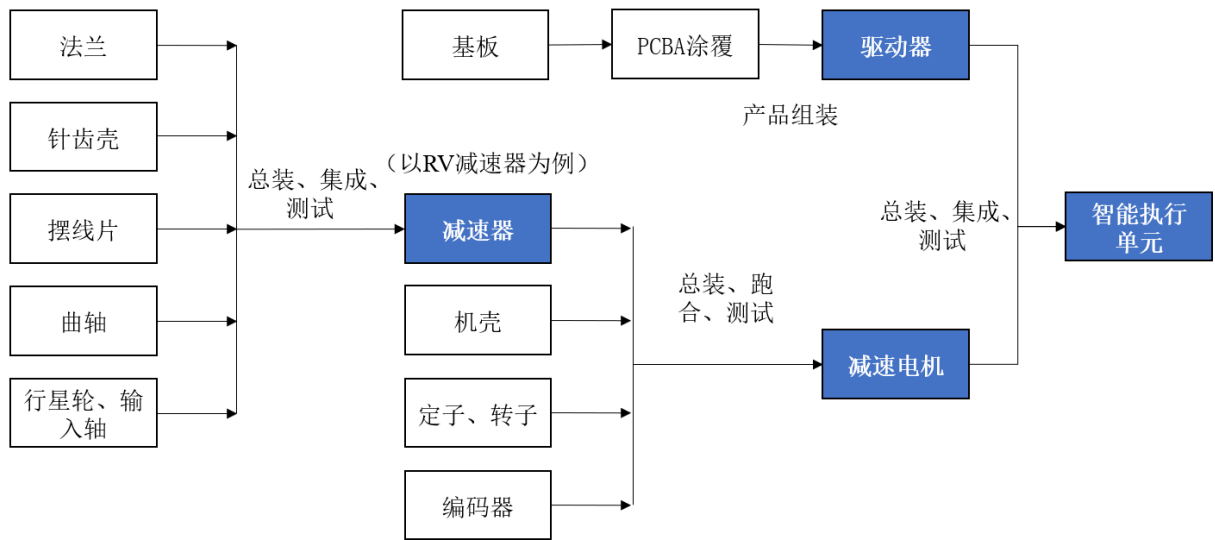 法兰
针齿壳
摆线片
曲轴
行星轮、输
入轴
总装、集成、
测试
（以RV减速器为例）
减速器
机壳
定子、转子
编码器
基板
PCBA涂覆
驱动器
产品组装
总装、跑
合、测试
减速电机
总装、集成、
测试
智能执行
单元